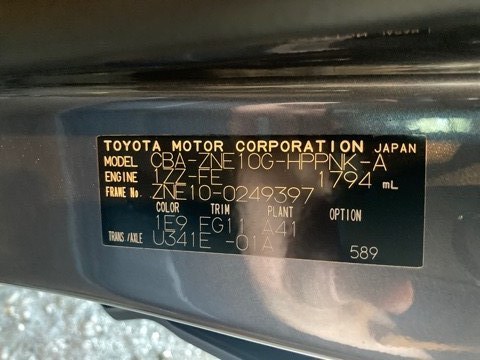 TOYOTA MOTOR CORPORATION JAPAN
MODEL CBA-ZNE10G-HPPNK-A
ENGINE 1ZZ-FE 1794 mL
FRAME No. ZNE10-0249397
COLOR TRIM PLANT OPTION
1E9 EG11 A41
TRANS/AXLE U341E -01A
589